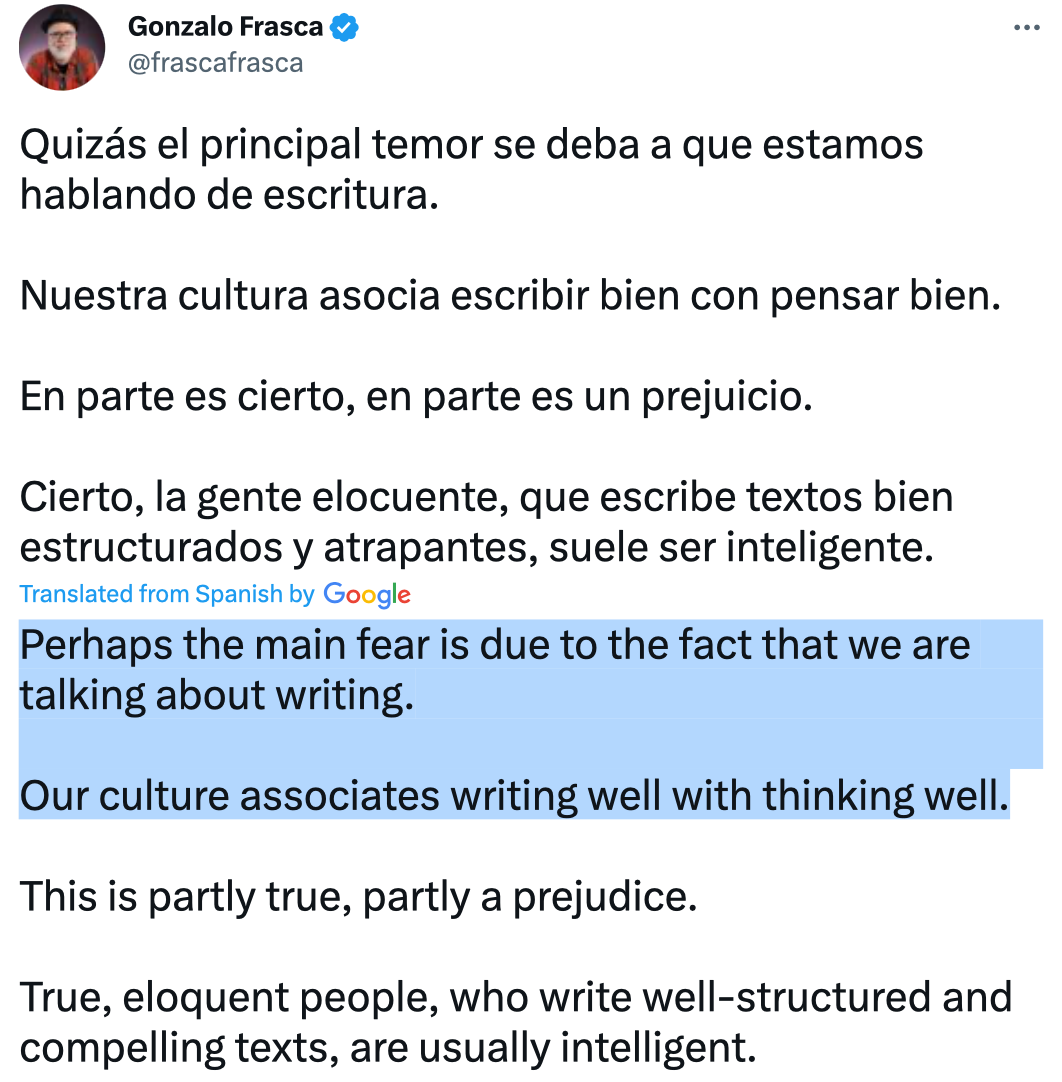 Gonzalo Frasca
@frascafrasca
Quizás el principal temor se deba a que estamos
hablando de escritura.
Nuestra cultura asocia escribir bien con pensar bien.
En parte es cierto, en parte es un prejuicio.
Cierto, la gente elocuente, que escribe textos bien
estructurados y atrapantes, suele ser inteligente.
Translated from Spanish by Google
Perhaps the main fear is due to the fact that we are
talking about writing.
Our culture associates writing well with thinking well.
This is partly true, partly a prejudice.
True, eloquent people, who write well-structured and
compelling texts, are usually intelligent.